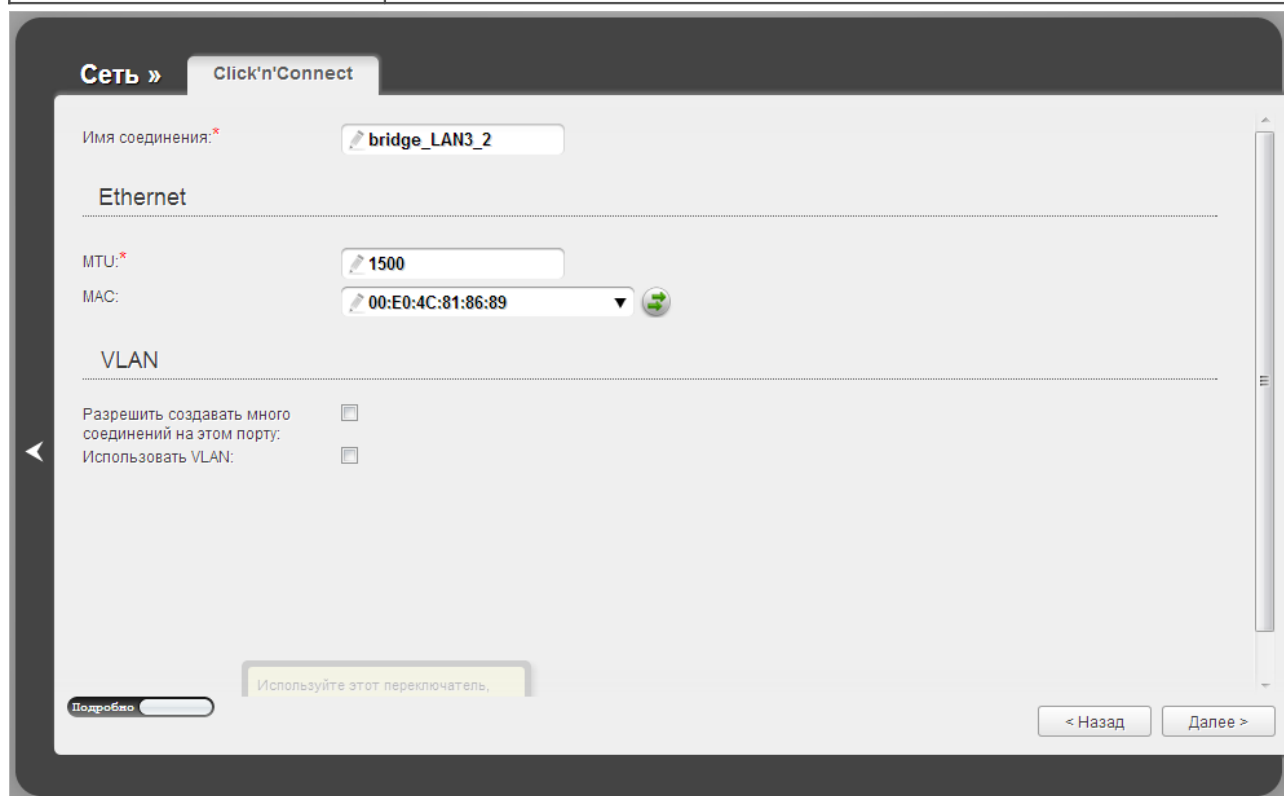 Сеть »
Click'n'Connect
Имя соединения:*
bridge_LAN3_2
Ethernet
MTU:*
1500
MAC:
00:E0:4C:81:86:89
VLAN
Разрешить создавать много
соединений на этом порту:
Использовать VLAN:
Используйте этот переключатель,
Подробно
< Назад
Далее >